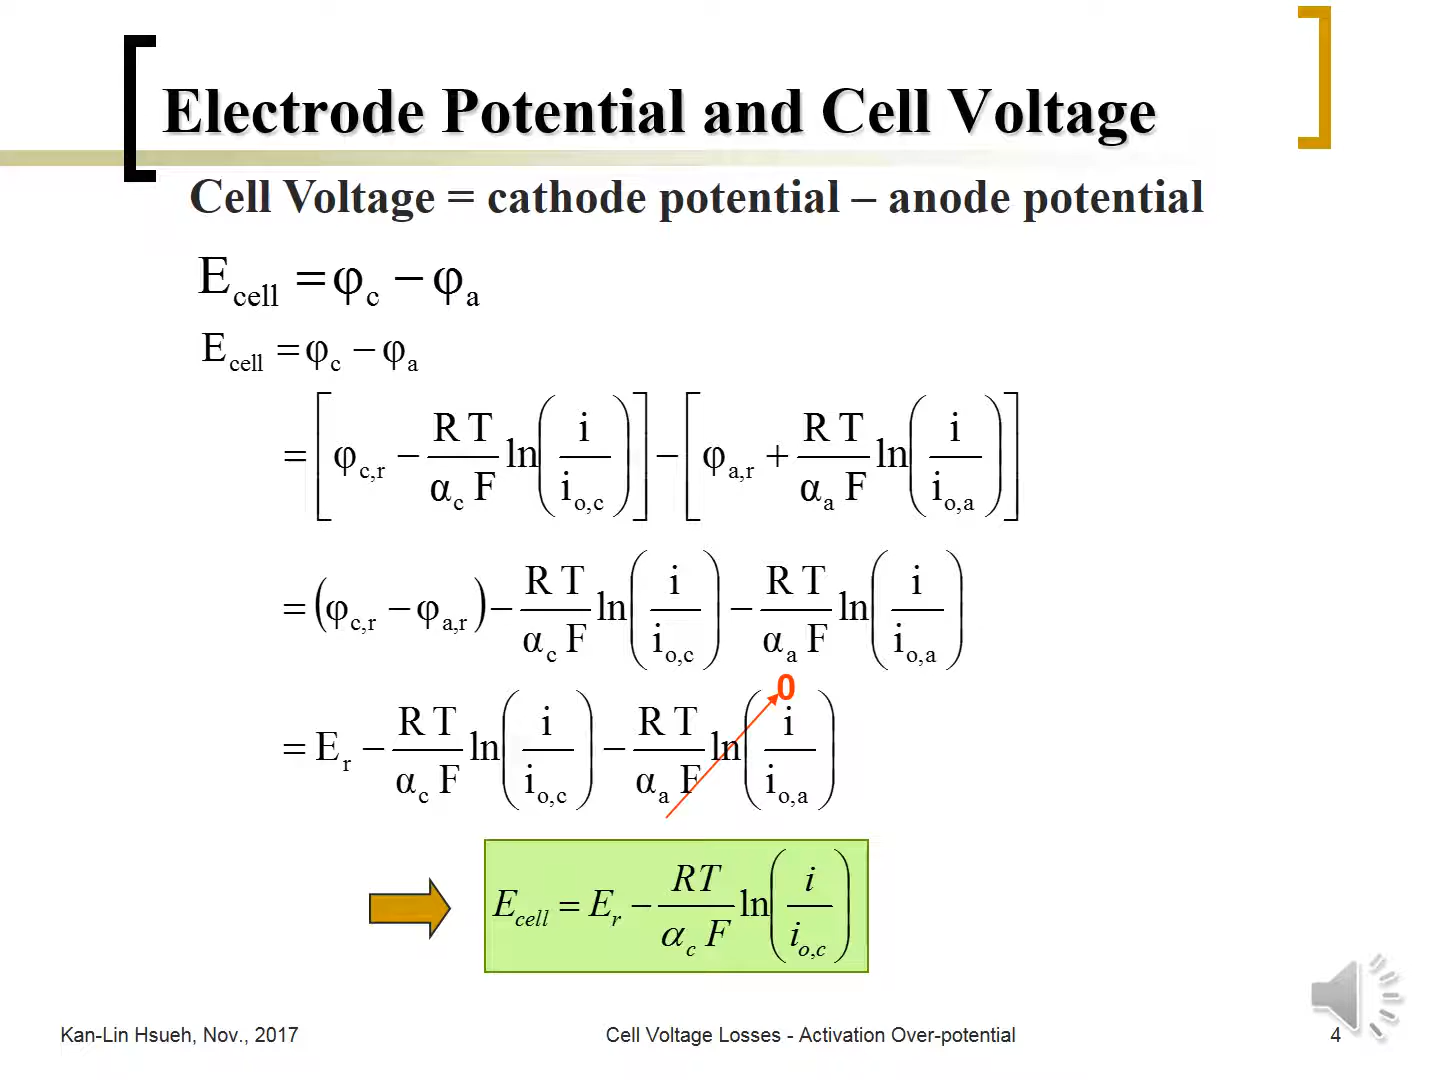 Electrode Potential and Cell Voltage
Cell Voltage = cathode potential – anode potential
E_cell = φ_c − φ_a
E_cell = φ_c − φ_a
= [φ_c,r − (R T / α_c F) ln(i / i_o,c)] − [φ_a,r + (R T / α_a F) ln(i / i_o,a)]
= (φ_c,r − φ_a,r) − (R T / α_c F) ln(i / i_o,c) − (R T / α_a F) ln(i / i_o,a)
0
= E_r − (R T / α_c F) ln(i / i_o,c) − (R T / α_a F) ln(i / i_o,a)
E_cell = E_r − (RT / α_c F) ln(i / i_o,c)
Kan-Lin Hsueh, Nov., 2017
Cell Voltage Losses - Activation Over-potential
4